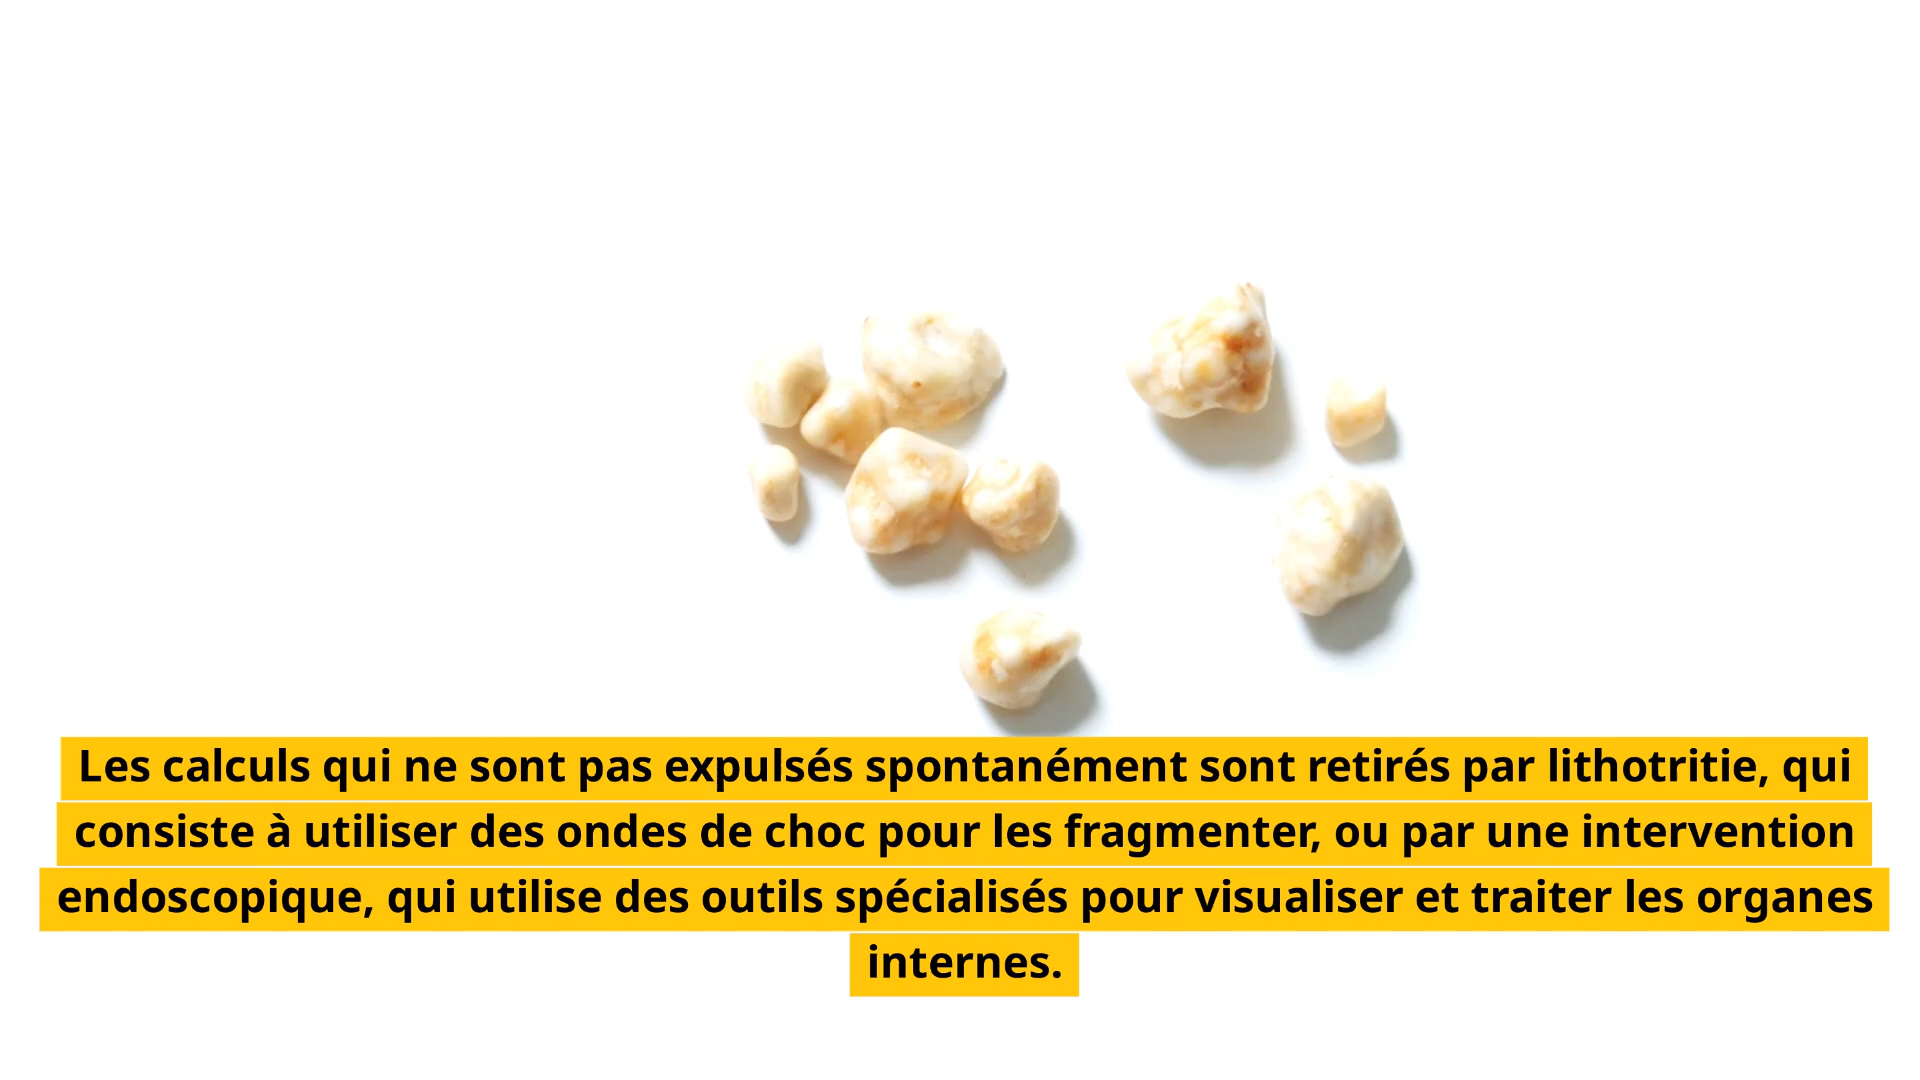 Les calculs qui ne sont pas expulsés spontanément sont retirés par lithotritie, qui
consiste à utiliser des ondes de choc pour les fragmenter, ou par une intervention
endoscopique, qui utilise des outils spécialisés pour visualiser et traiter les organes
internes.